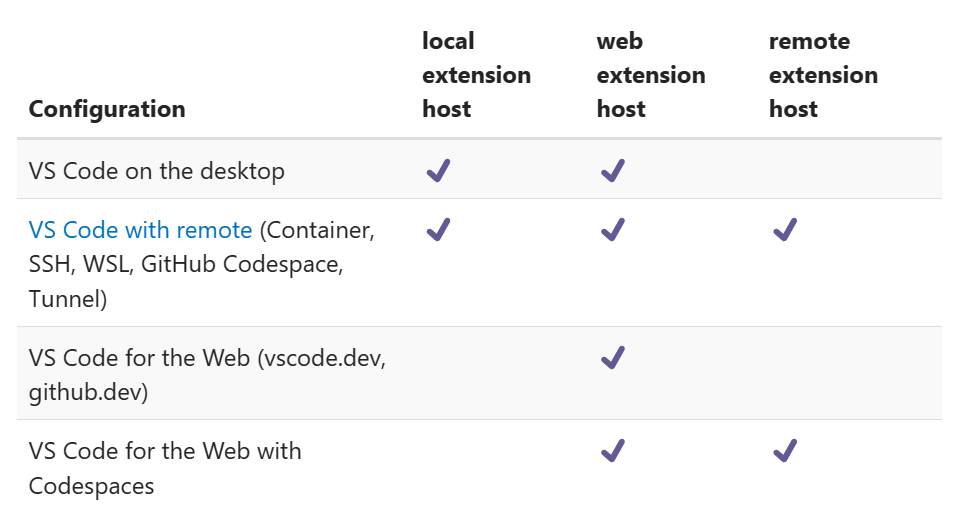 Configuration
local
extension
host
web
extension
host
remote
extension
host
VS Code on the desktop
VS Code with remote (Container,
SSH, WSL, GitHub Codespace,
Tunnel)
VS Code for the Web (vscode.dev,
github.dev)
VS Code for the Web with
Codespaces